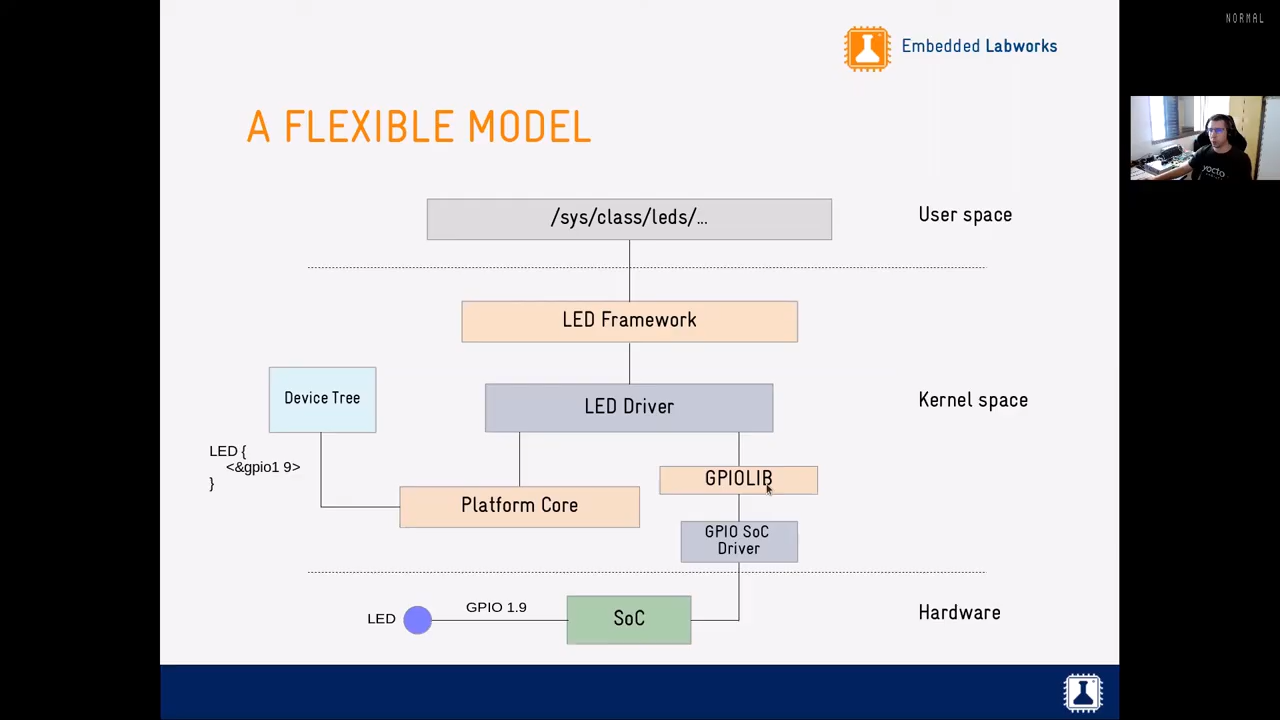 NORMAL
Embedded Labworks
A FLEXIBLE MODEL
/sys/class/leds/...
User space
LED Framework
Device Tree
LED Driver
Kernel space
LED {
<&gpio1 9>
}
GPIOLIB
Platform Core
GPIO SoC
Driver
LED
GPIO 1.9
SoC
Hardware
yocto